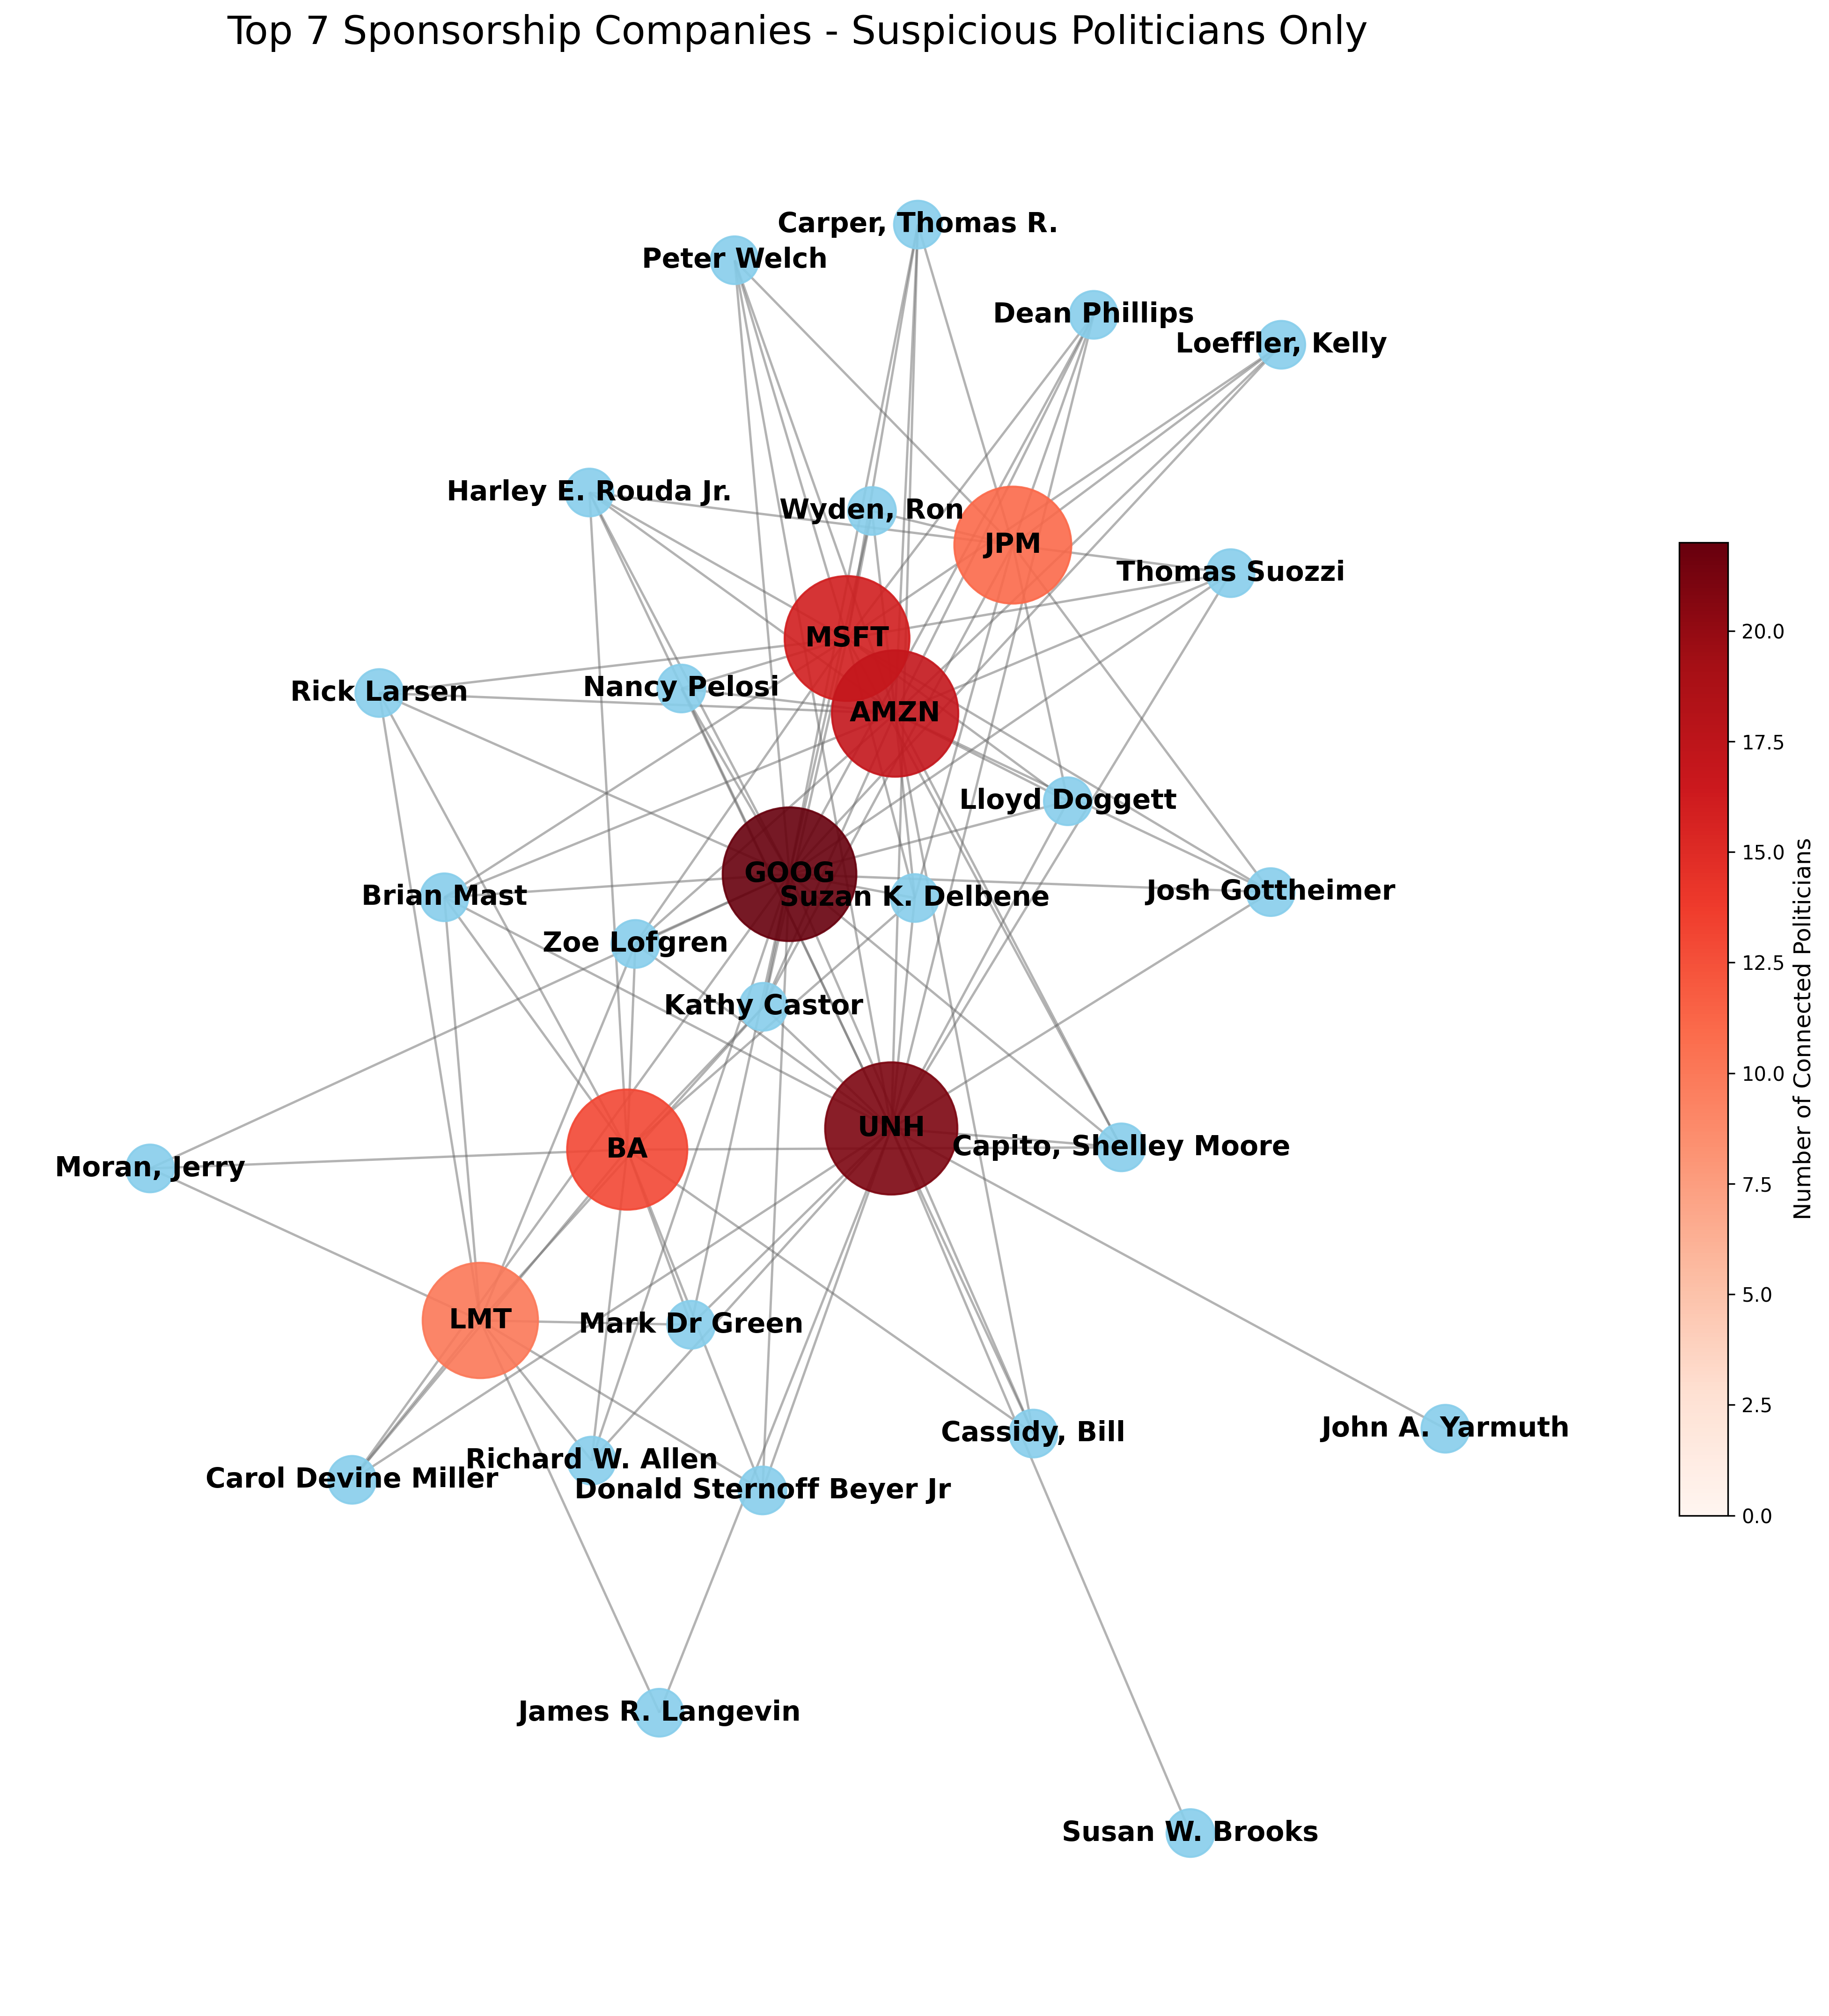 Top 7 Sponsorship Companies - Suspicious Politicians Only
Carper, Thomas R.
Peter Welch
Dean Phillips
Loeffler, Kelly
Harley E. Rouda Jr.
Wyden, Ron
JPM
Thomas Suozzi
MSFT
Rick Larsen
Nancy Pelosi
AMZN
Lloyd Doggett
GOOG
Suzan K. Delbene
Josh Gottheimer
Brian Mast
Zoe Lofgren
Kathy Castor
UNH
BA
Capito, Shelley Moore
Moran, Jerry
LMT
Mark Dr Green
Cassidy, Bill
John A. Yarmuth
Richard W. Allen
Carol Devine Miller
Donald Sternoff Beyer Jr
James R. Langevin
Susan W. Brooks
20.0
17.5
15.0
12.5
10.0
7.5
5.0
2.5
0.0
Number of Connected Politicians